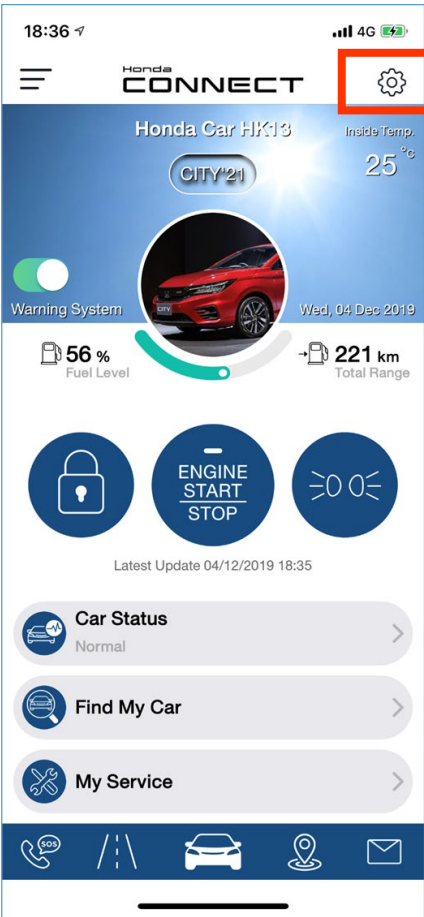 18:36
4G
Honda
CONNECT
Honda Car HK13
Inside Temp.
CITY'21
25 °C
CITY
Warning System
Wed, 04 Dec 2019
56 %
Fuel Level
221 km
Total Range
ENGINE
START
STOP
Latest Update 04/12/2019 18:35
Car Status
Normal
Find My Car
My Service
SOS